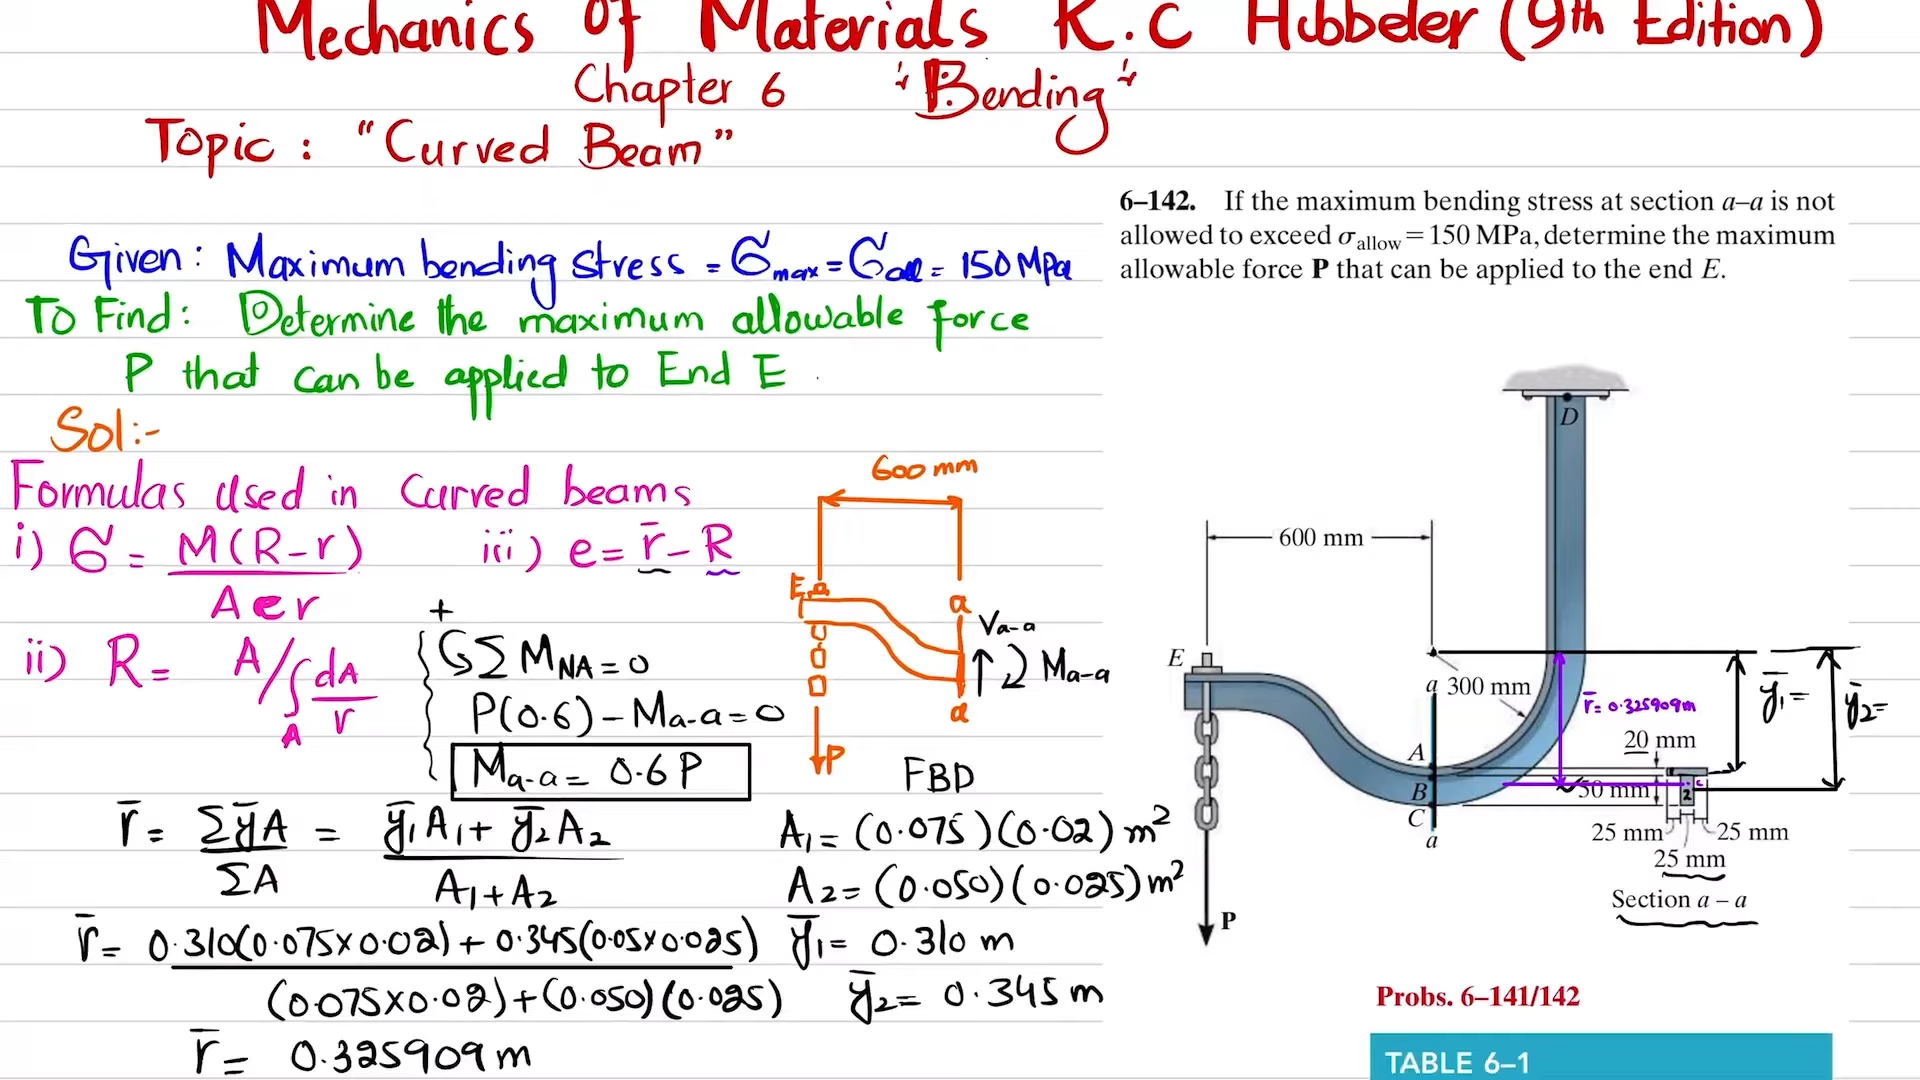 Mechanics Of Materials R.C Hubbeler (9th Edition)
Chapter 6 "Bending"
Topic : "Curved Beam"
6–142. If the maximum bending stress at section a–a is not
allowed to exceed σallow = 150 MPa, determine the maximum
allowable force P that can be applied to the end E.
Given: Maximum bending stress = σmax = σall = 150 MPa
To Find: Determine the maximum allowable force
P that can be applied to End E.
Sol:-
Formulas Used in Curved beams
i) σ = M(R-r) / Aer
iii) e = r̄ - R
ii) R = A / ∫A dA/r
+
↺ ΣMNA = 0
P(0.6) - Ma-a = 0
Ma-a = 0.6P
600 mm
E a
a
Va-a
Ma-a
a
P
FBD
r̄ = ΣȳA / ΣA = ȳ1A1 + ȳ2A2 / A1+A2
A1 = (0.075)(0.02) m²
A2 = (0.050)(0.025) m²
r̄ = 0.310(0.075×0.02) + 0.345(0.05×0.025) / (0.075×0.02)+(0.050)(0.025)
ȳ1 = 0.310 m
ȳ2 = 0.345 m
r̄ = 0.325909 m
D
600 mm
E
a
300 mm
r̄ = 0.325909m
ȳ1 =
ȳ2 =
20 mm
A
B
C
a
50 mm
2
c
25 mm
25 mm
25 mm
Section a – a
P
Probs. 6–141/142
TABLE 6–1